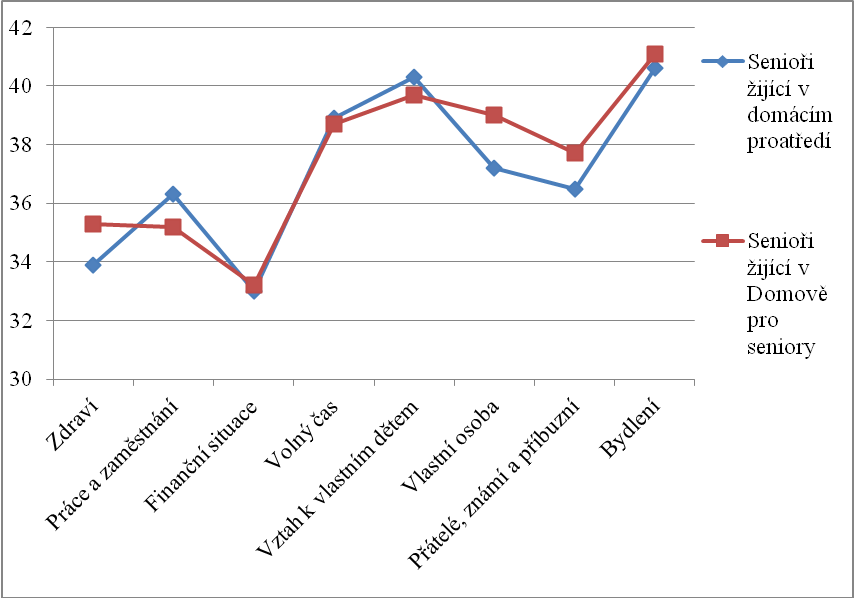 42
40
38
36
34
32
30
Zdraví
Práce a zaměstnání
Finanční situace
Volný čas
Vztah k vlastním dětem
Vlastní osoba
Přátelé, známí a příbuzní
Bydlení
Senioři
žijící v
domácím
proatředí
Senioři
žijící v
Domově
pro
seniory